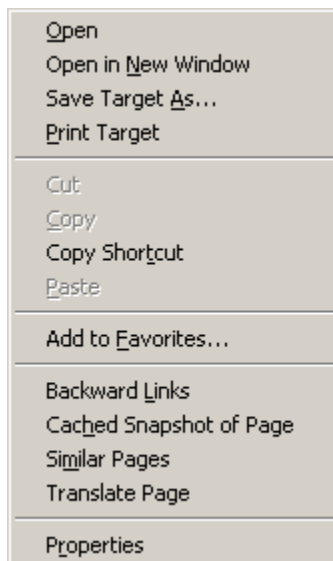 Open
Open in New Window
Save Target As...
Print Target
Cut
Copy
Copy Shortcut
Paste
Add to Favorites...
Backward Links
Cached Snapshot of Page
Similar Pages
Translate Page
Properties